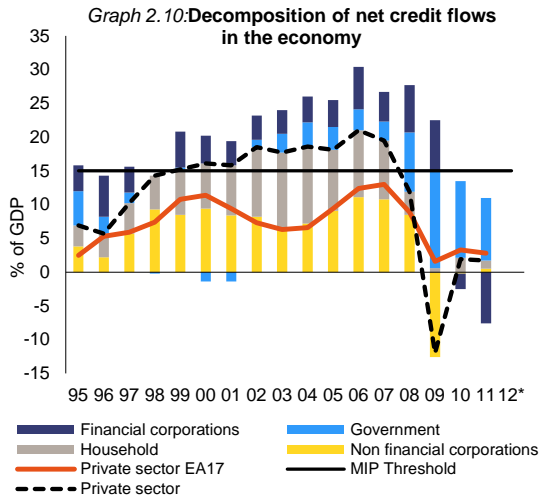 Graph 2.10:Decomposition of net credit flows
in the economy
35
30
25
20
15
10
5
0
-5
-10
-15
% of GDP
95 96 97 98 99 00 01 02 03 04 05 06 07 08 09 10 11 12*
Financial corporations Government
Household Non financial corporations
Private sector EA17 MIP Threshold
Private sector